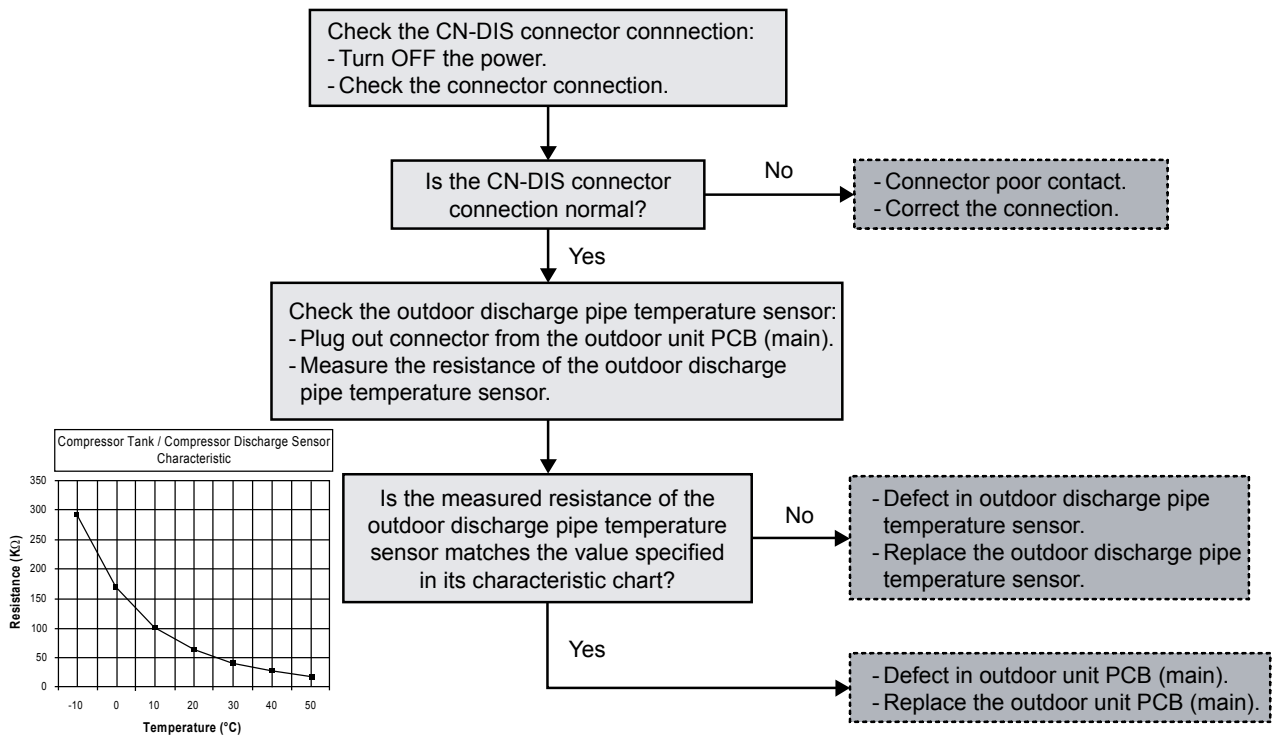 Check the CN-DIS connector connnection:
- Turn OFF the power.
- Check the connector connection.
Is the CN-DIS connector
connection normal?
No
- Connector poor contact.
- Correct the connection.
Yes
Check the outdoor discharge pipe temperature sensor:
- Plug out connector from the outdoor unit PCB (main).
- Measure the resistance of the outdoor discharge
pipe temperature sensor.
Compressor Tank / Compressor Discharge Sensor
Characteristic
Resistance (KΩ)
350
300
250
200
150
100
50
0
-10 0 10 20 30 40 50
Temperature (°C)
Is the measured resistance of the
outdoor discharge pipe temperature
sensor matches the value specified
in its characteristic chart?
No
- Defect in outdoor discharge pipe
temperature sensor.
- Replace the outdoor discharge pipe
temperature sensor.
Yes
- Defect in outdoor unit PCB (main).
- Replace the outdoor unit PCB (main).